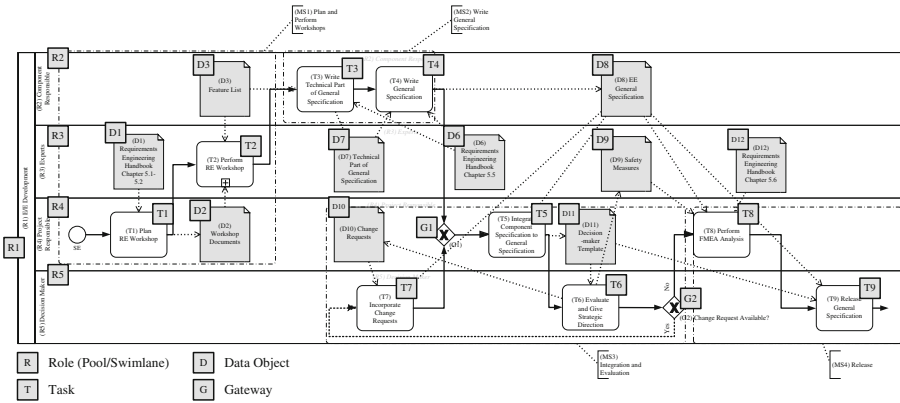 (MS1) Plan and
Perform
Workshops
(MS2) Write
General
Specification
R2
(R2) Component
Responsible
D3
(D3)
Feature List
T3
(T3) Write
Technical Part
of General
Specification
T4
(T4) Write
General
Specification
D8
(D8) EE
General
Specification
R3
(R3) Experts
D1
(D1)
Requirements
Engineering
Handbook
Chapter 5.1-
5.2
T2
(T2) Perform
RE Workshop
D7
(D7) Technical
Part of
General
Specification
D6
(D6)
Requirements
Engineering
Handbook
Chapter 5.5
D9
(D9) Safety
Measures
D12
(D12)
Requirements
Engineering
Handbook
Chapter 5.6
R1
(R1) E/E Development
R4
(R4) Project
Responsible
SE
T1
(T1) Plan
RE Workshop
D2
(D2)
Workshop
Documents
D10
(D10) Change
Requests
G1
(G1)
T5
(T5) Integrate
Component
Specification to
General
Specification
D11
(D11)
Decision
-maker
Template
T8
(T8) Perform
FMEA Analysis
R5
(R5) Decision Maker
T7
(T7)
Incorporate
Change
Requests
T6
(T6) Evaluate
and Give
Strategic
Direction
No
G2
(G2) Change Request Available?
Yes
T9
(T9) Release
General
Specification
(MS3)
Integration and
Evaluation
(MS4) Release
R Role (Pool/Swimlane)
D Data Object
T Task
G Gateway